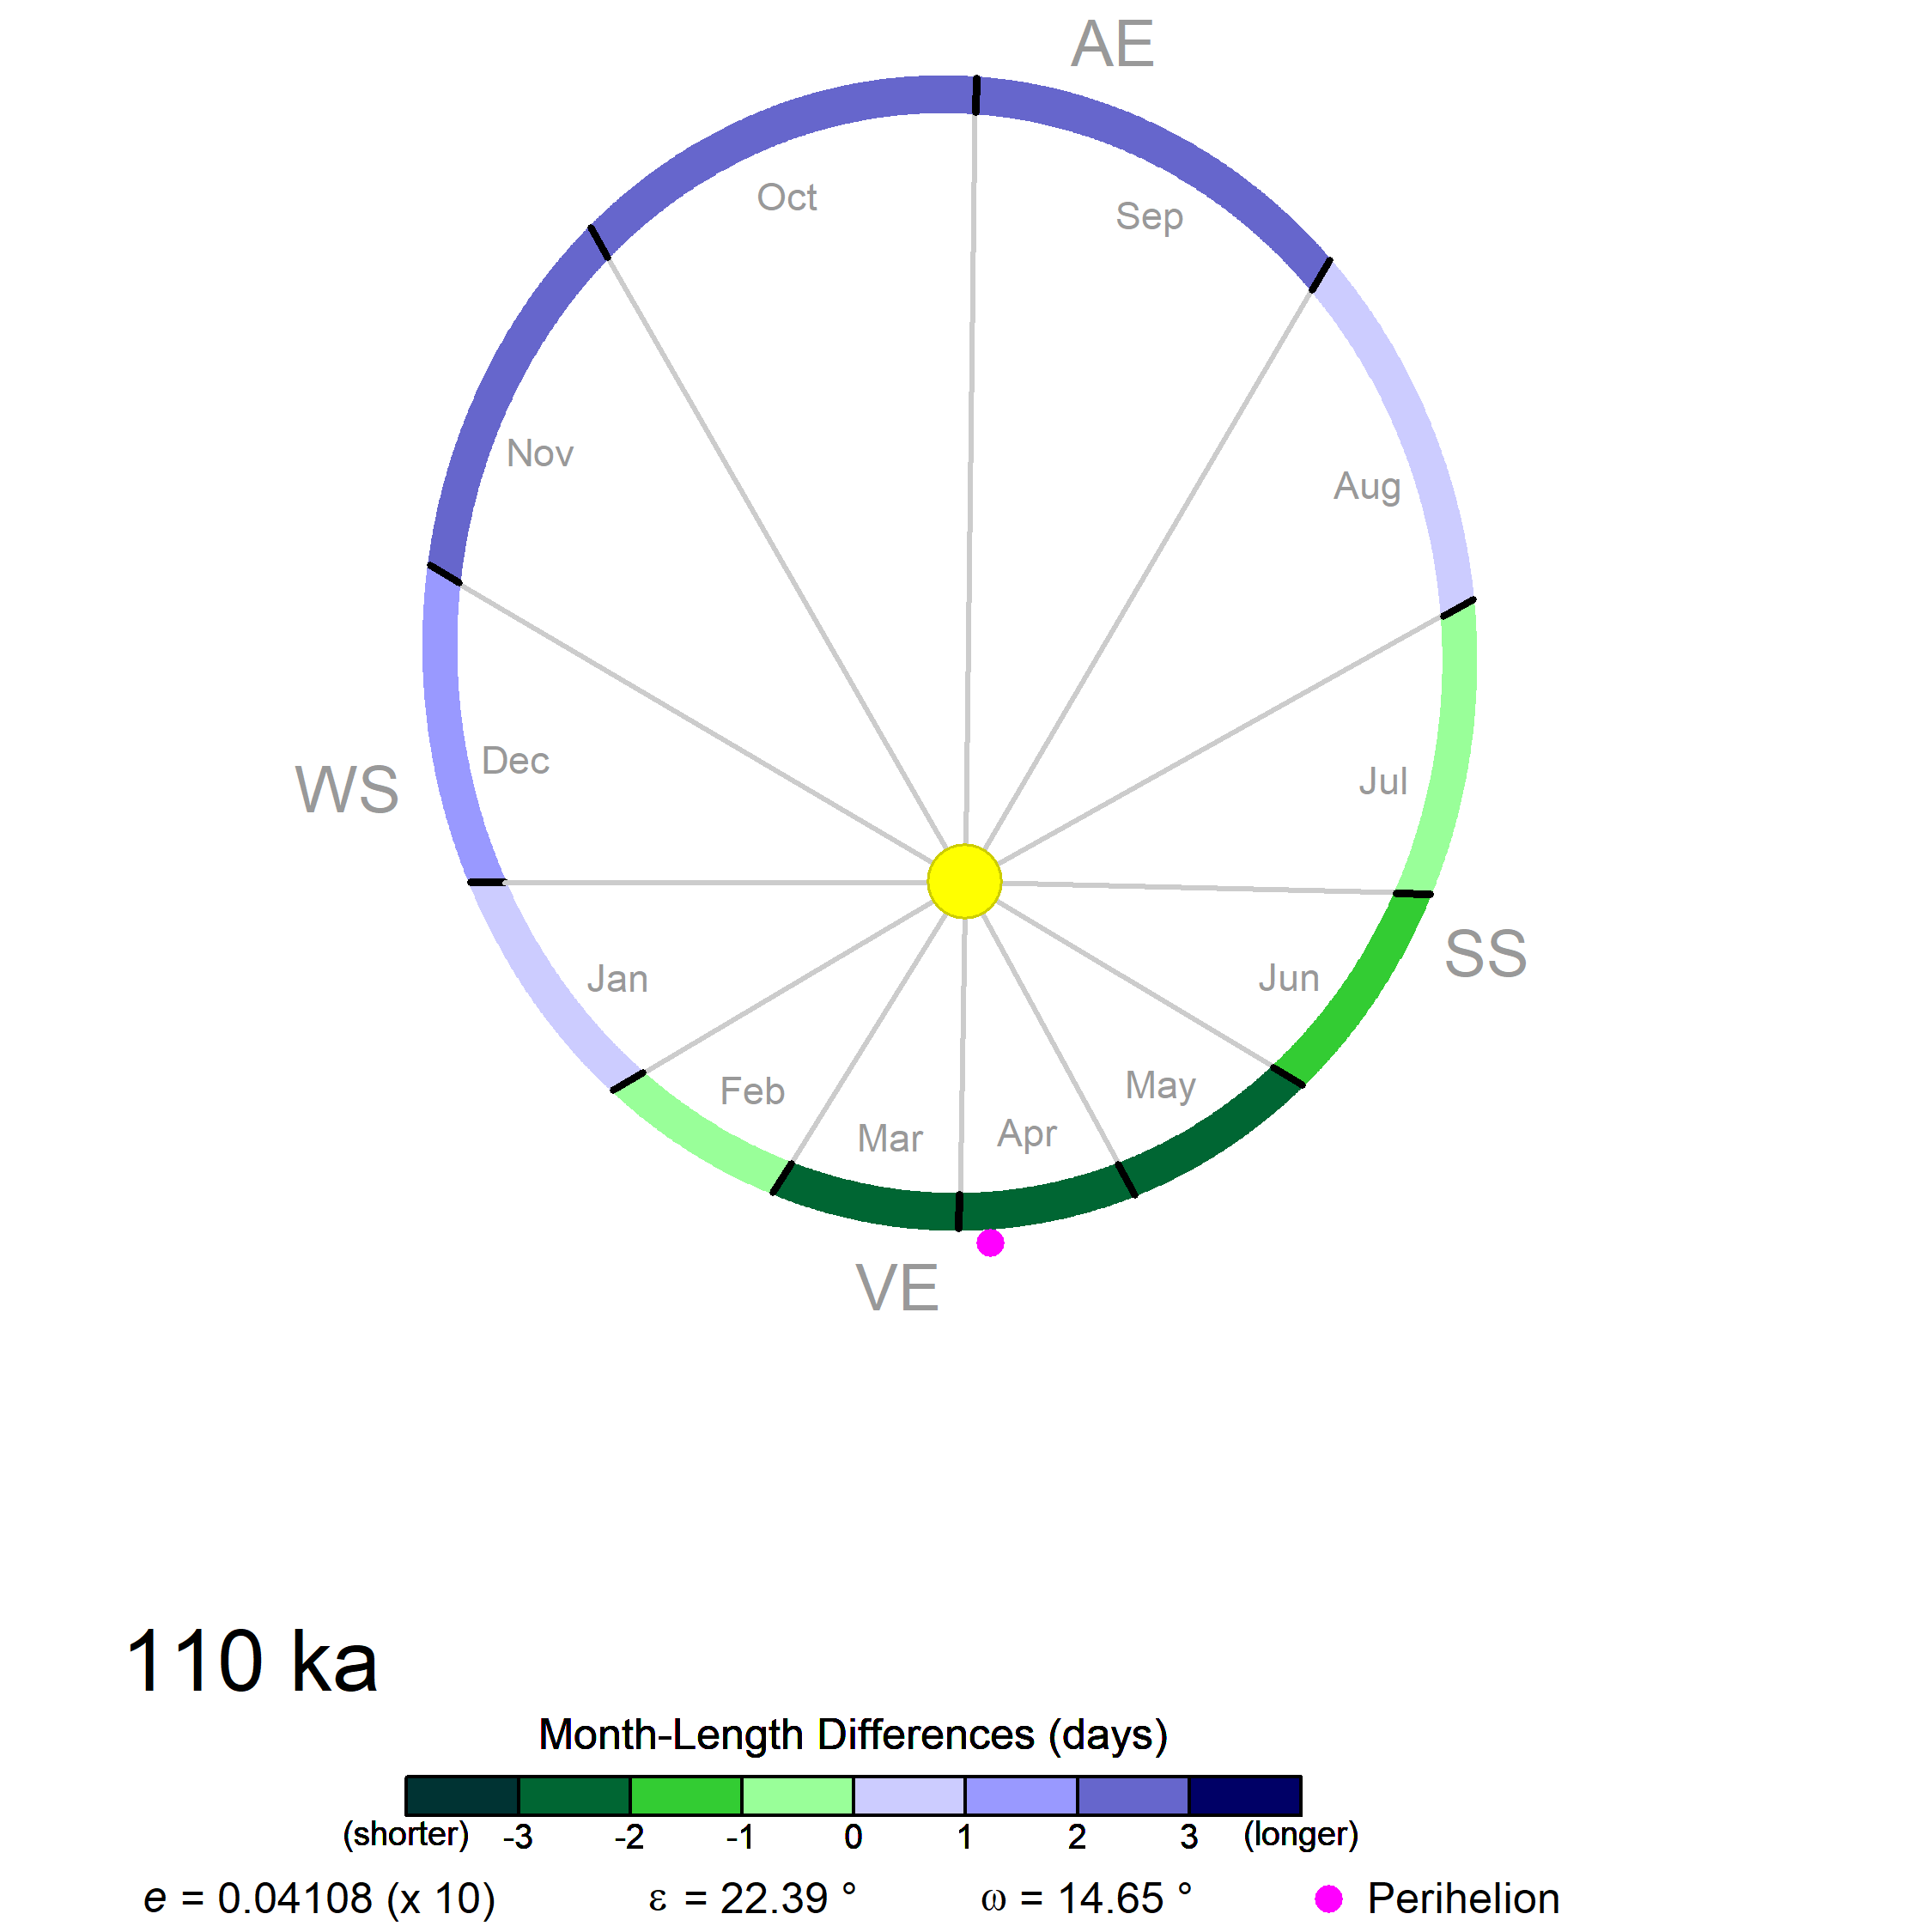 AE
Oct
Sep
Nov
Aug
WS
Dec
Jul
SS
Jan
Jun
Feb
May
Mar
Apr
VE
110 ka
Month-Length Differences (days)
(shorter) -3 -2 -1 0 1 2 3 (longer)
e = 0.04108 (x 10) ε = 22.39 ° ω = 14.65 ° Perihelion